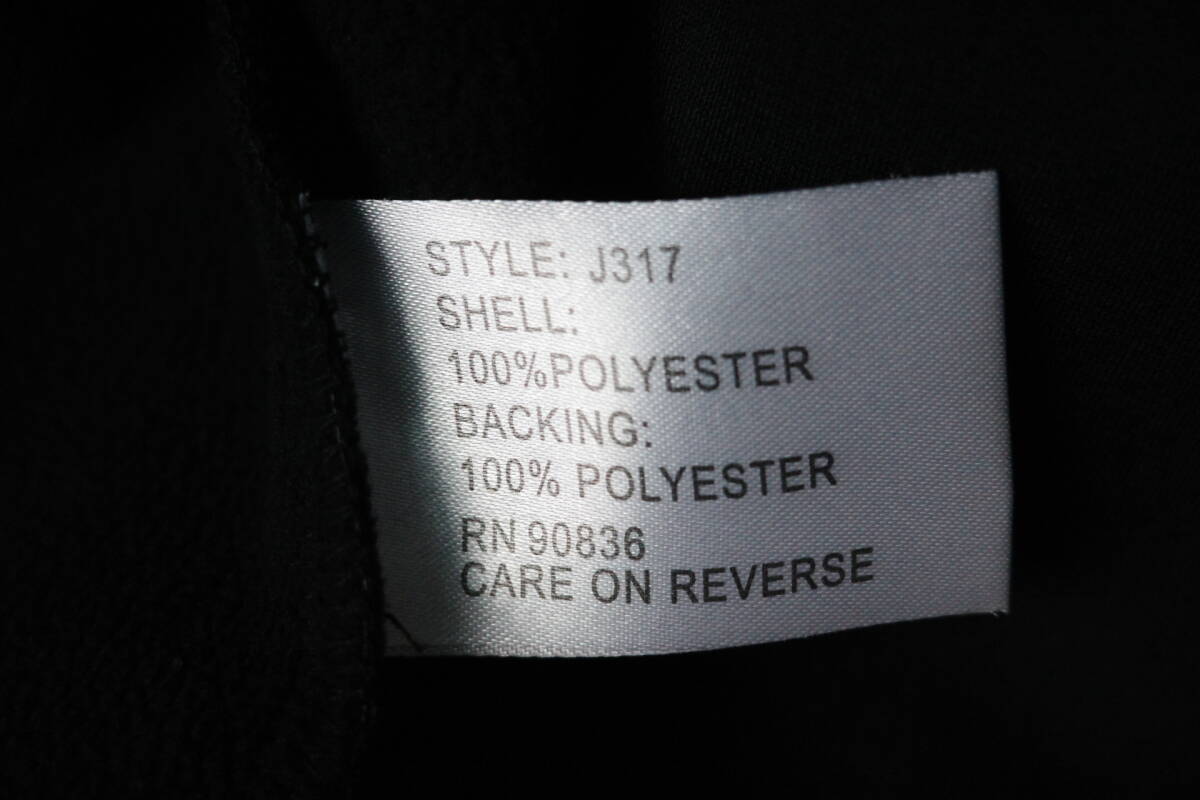 STYLE: J317
SHELL:
100%POLYESTER
BACKING:
100% POLYESTER
RN 90836
CARE ON REVERSE